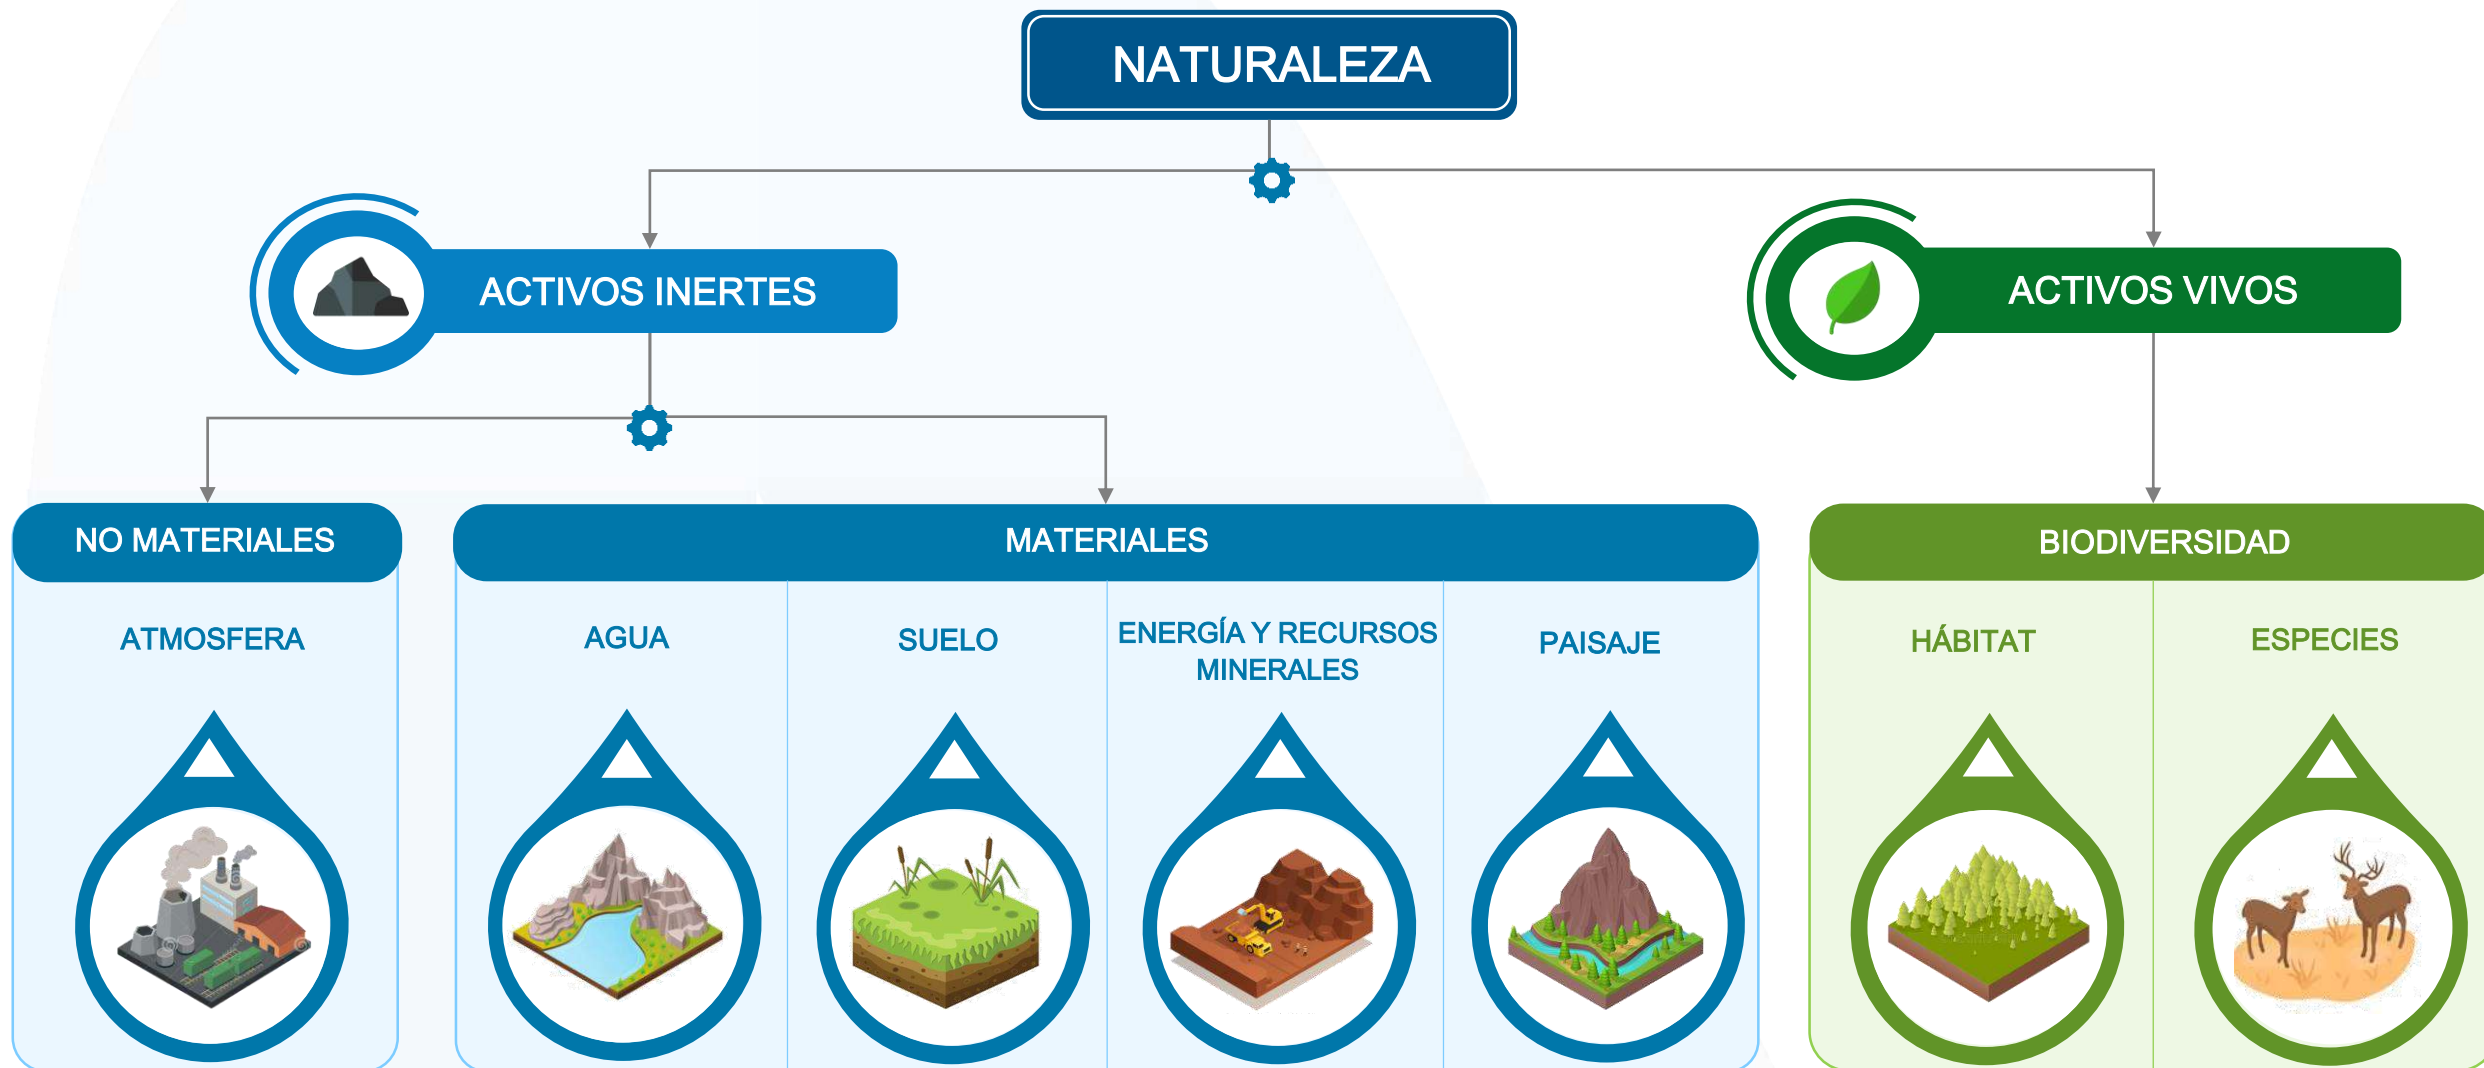 NATURALEZA
ACTIVOS INERTES
ACTIVOS VIVOS
NO MATERIALES
MATERIALES
BIODIVERSIDAD
ATMOSFERA
AGUA
SUELO
ENERGÍA Y RECURSOS
MINERALES
PAISAJE
HÁBITAT
ESPECIES